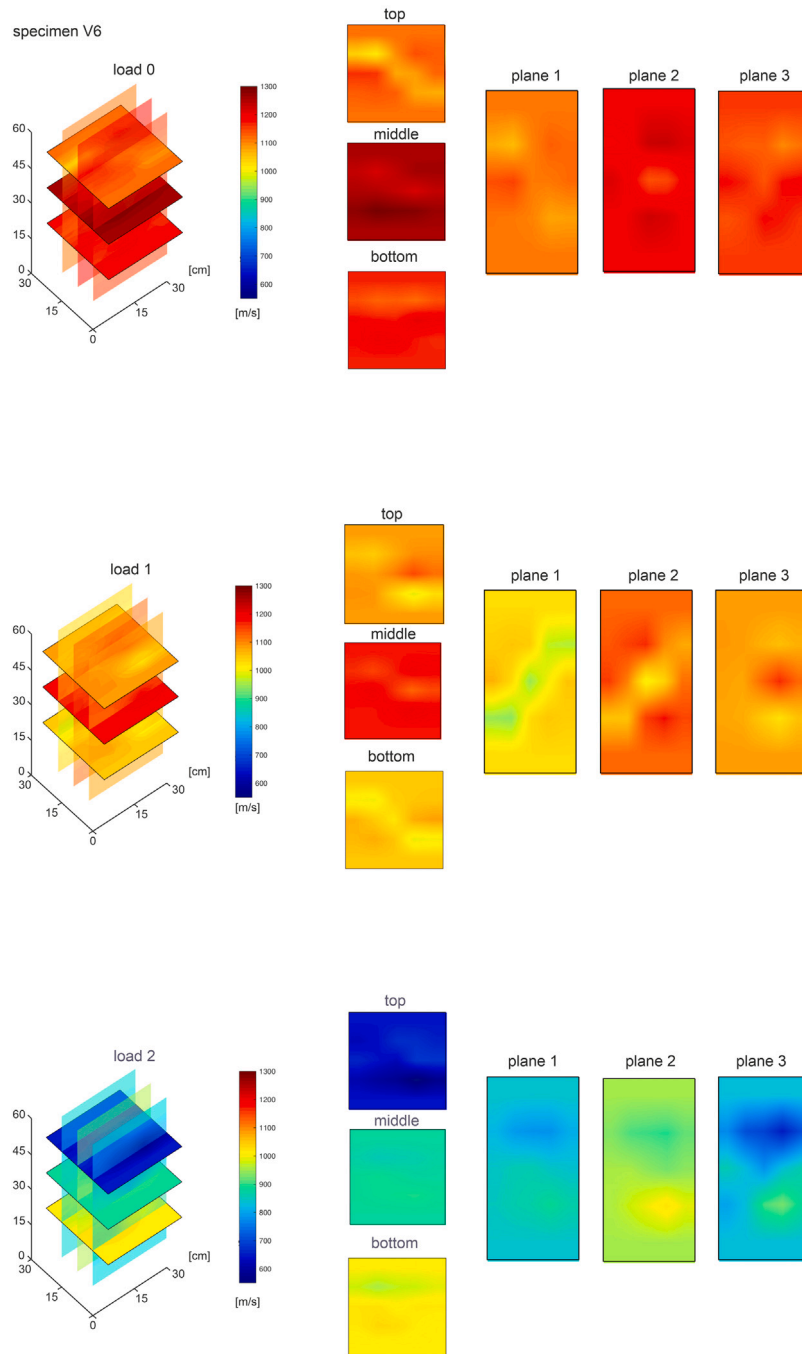 specimen V6
load 0
top
1300
1200
1100
1000
900
800
700
600
[m/s]
60
45
30
15
0
30
15
0
15
30
[cm]
middle
bottom
plane 1
plane 2
plane 3
load 1
top
1300
1200
1100
1000
900
800
700
600
[m/s]
60
45
30
15
0
30
15
0
15
30
[cm]
middle
bottom
plane 1
plane 2
plane 3
load 2
top
1300
1200
1100
1000
900
800
700
600
[m/s]
60
45
30
15
0
30
15
0
15
30
[cm]
middle
bottom
plane 1
plane 2
plane 3